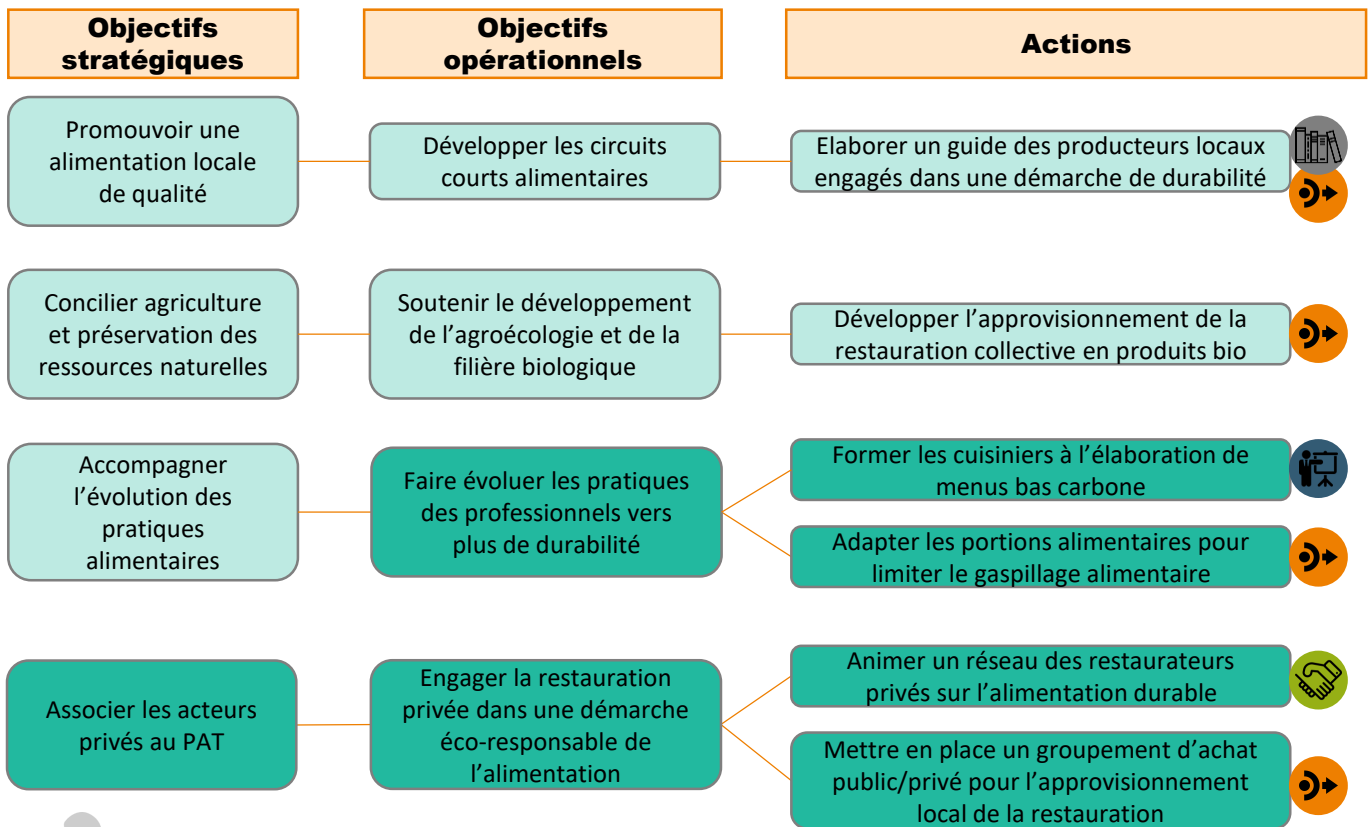 Objectifs
stratégiques
Objectifs
opérationnels
Actions
Promouvoir une
alimentation locale
de qualité
Développer les circuits
courts alimentaires
Elaborer un guide des producteurs locaux
engagés dans une démarche de durabilité
Concilier agriculture
et préservation des
ressources naturelles
Soutenir le développement
de l’agroécologie et de la
filière biologique
Développer l’approvisionnement de la
restauration collective en produits bio
Accompagner
l’évolution des
pratiques
alimentaires
Faire évoluer les pratiques
des professionnels vers
plus de durabilité
Former les cuisiniers à l’élaboration de
menus bas carbone
Adapter les portions alimentaires pour
limiter le gaspillage alimentaire
Associer les acteurs
privés au PAT
Engager la restauration
privée dans une démarche
éco-responsable de
l’alimentation
Animer un réseau des restaurateurs
privés sur l’alimentation durable
Mettre en place un groupement d’achat
public/privé pour l’approvisionnement
local de la restauration